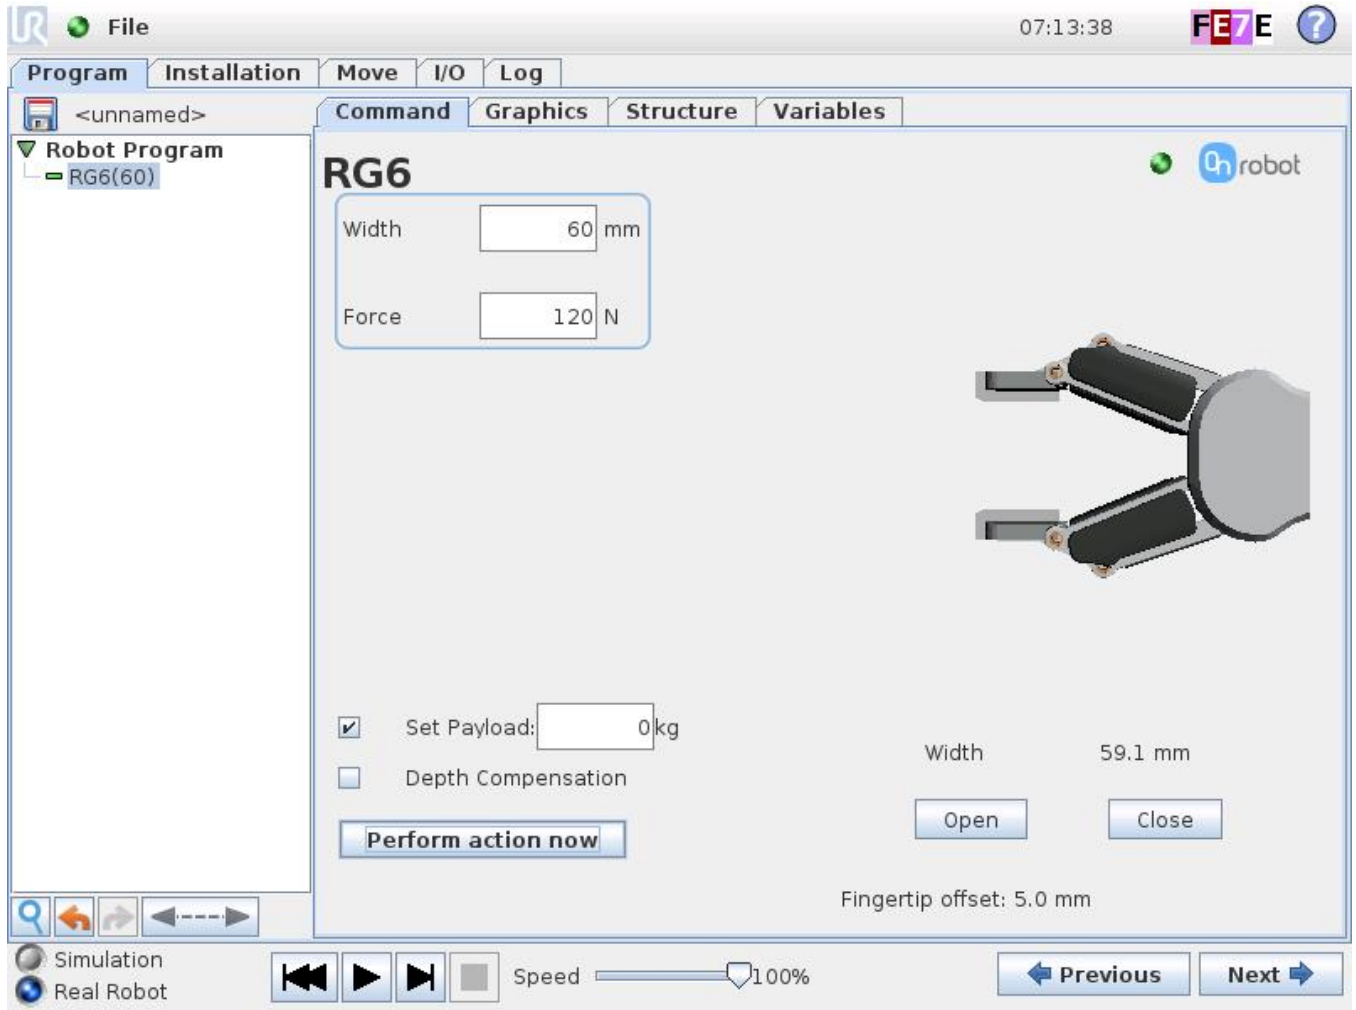 UR File 07:13:38 FE7E ?
Program Installation Move I/O Log
<unnamed> Command Graphics Structure Variables
Robot Program
RG6(60)
RG6
On robot
Width 60 mm
Force 120 N
Set Payload: 0 kg
Depth Compensation
Perform action now
Width 59.1 mm
Open Close
Fingertip offset: 5.0 mm
Simulation
Real Robot
Speed 100%
Previous Next